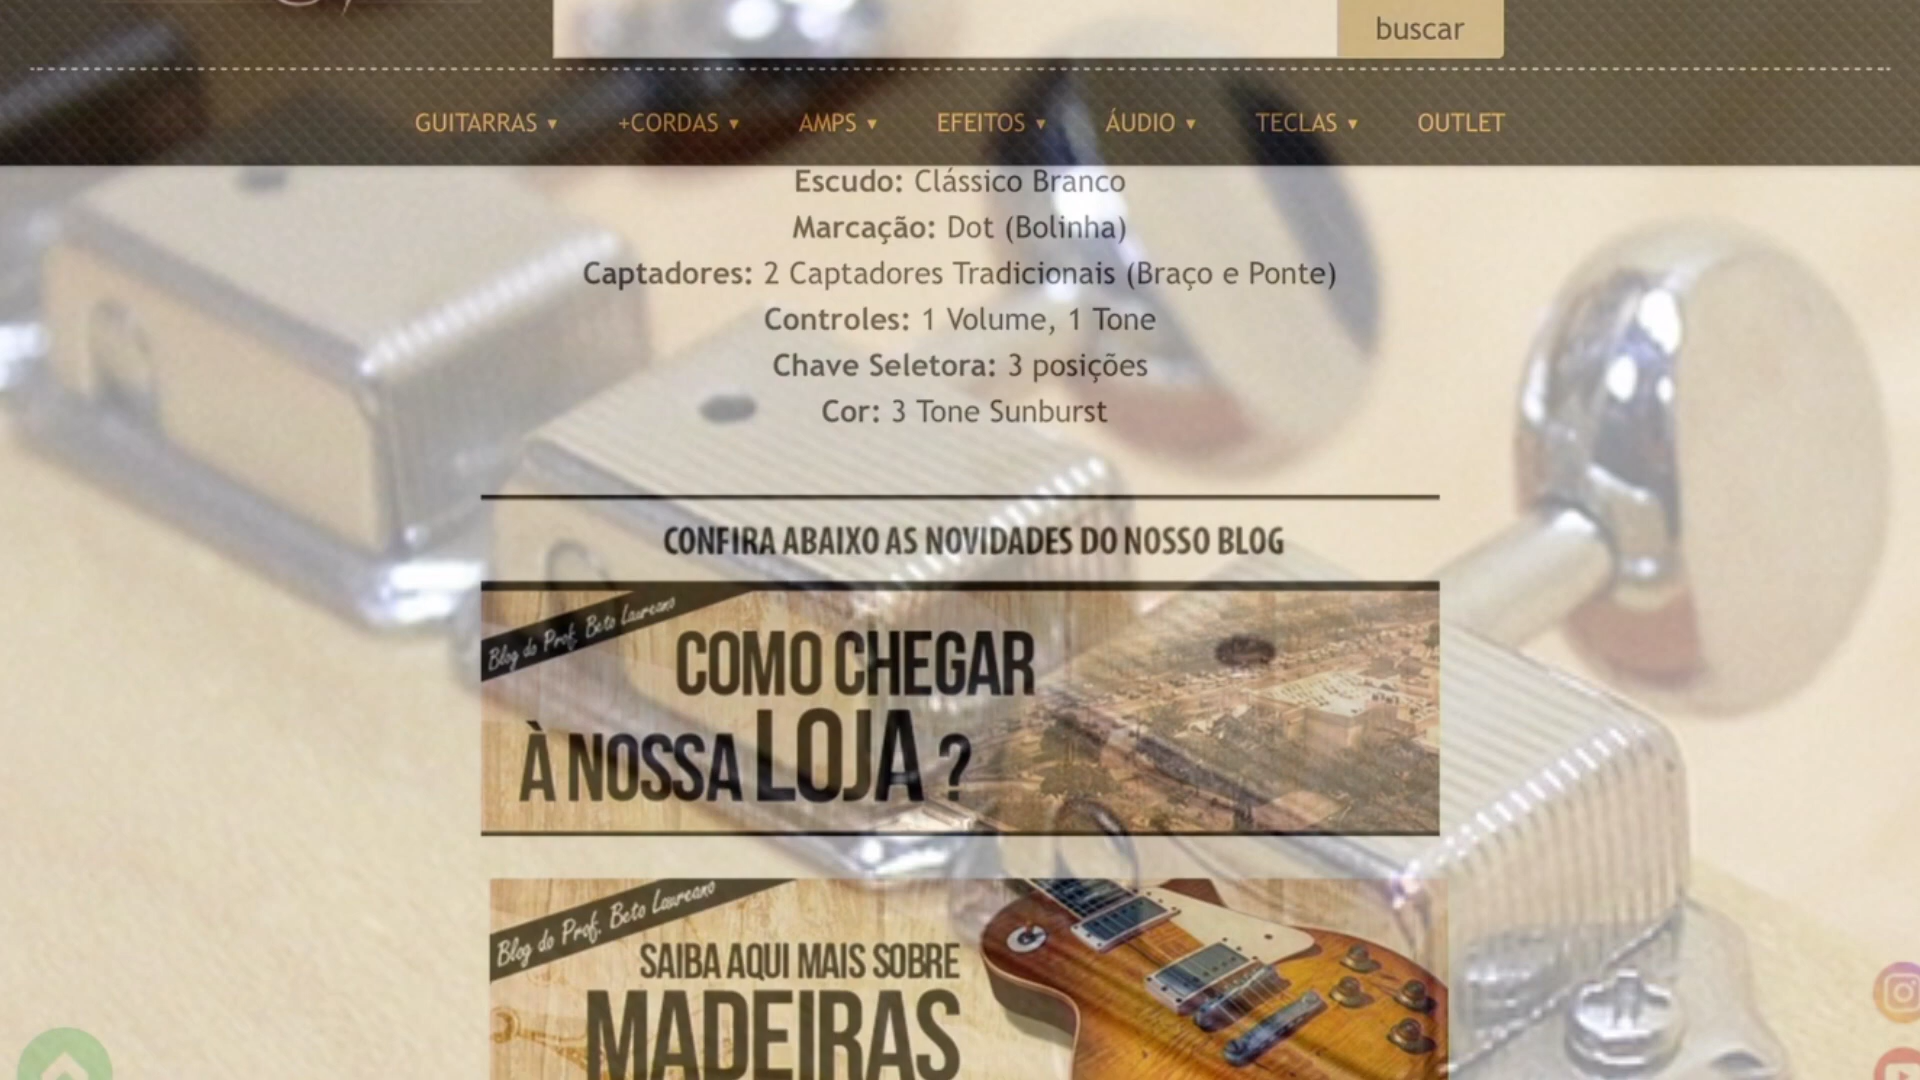 buscar
GUITARRAS ▼ +CORDAS ▼ AMPS ▼ EFEITOS ▼ ÁUDIO ▼ TECLAS ▼ OUTLET
Escudo: Clássico Branco
Marcação: Dot (Bolinha)
Captadores: 2 Captadores Tradicionais (Braço e Ponte)
Controles: 1 Volume, 1 Tone
Chave Seletora: 3 posições
Cor: 3 Tone Sunburst
CONFIRA ABAIXO AS NOVIDADES DO NOSSO BLOG
Blog do Prof. Beto Laureano
COMO CHEGAR
À NOSSA LOJA ?
Blog do Prof. Beto Laureano
SAIBA AQUI MAIS SOBRE
MADEIRAS